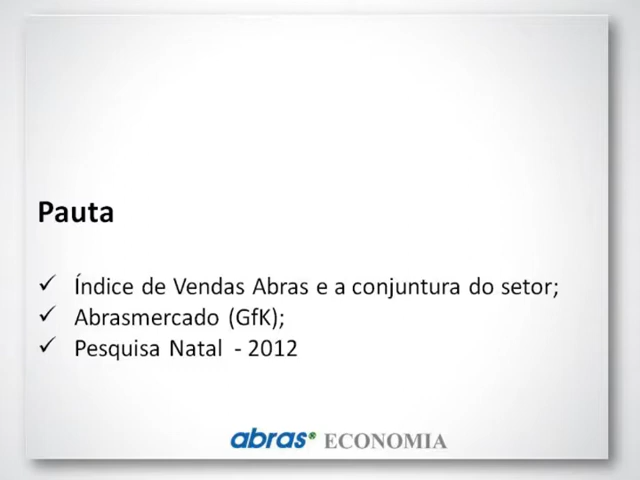 Pauta
✓ Índice de Vendas Abras e a conjuntura do setor;
✓ Abrasmercado (GfK);
✓ Pesquisa Natal - 2012
abras® ECONOMIA